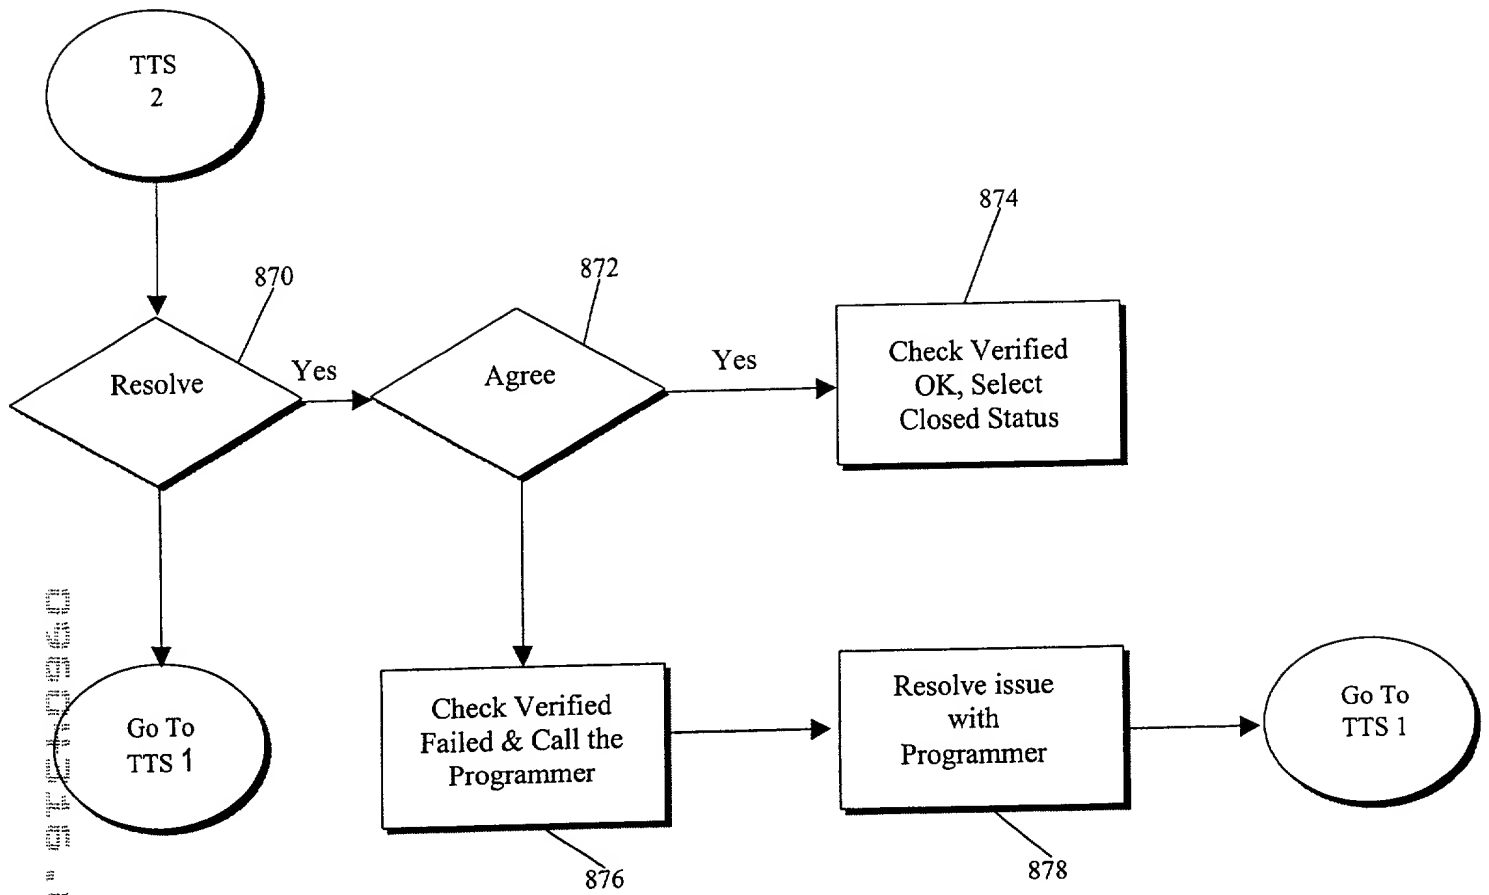 TTS
2
874
870
872
Resolve
Yes
Agree
Yes
Check Verified
OK, Select
Closed Status
Go To
TTS 1
Check Verified
Failed & Call the
Programmer
Resolve issue
with
Programmer
Go To
TTS 1
876
878